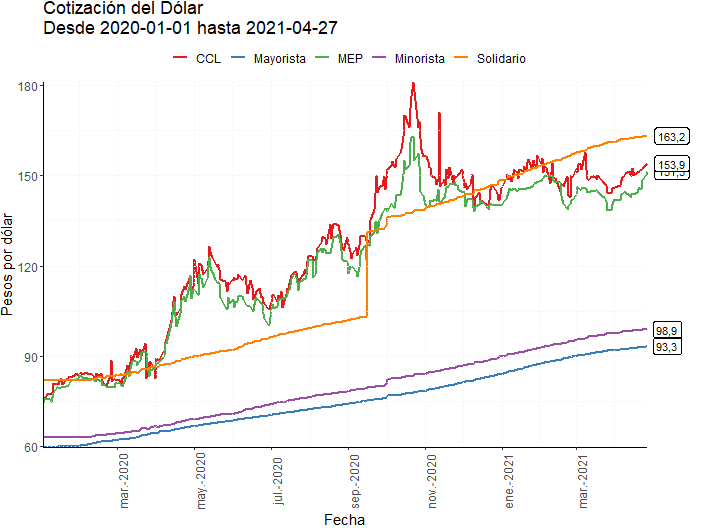 Cotización del Dólar
Desde 2020-01-01 hasta 2021-04-27
CCL Mayorista MEP Minorista Solidario
Pesos por dólar
180
150
120
90
60
163,2
153,9
98,9
93,3
mar.-2020
may.-2020
jul.-2020
sep.-2020
nov.-2020
ene.-2021
mar.-2021
Fecha